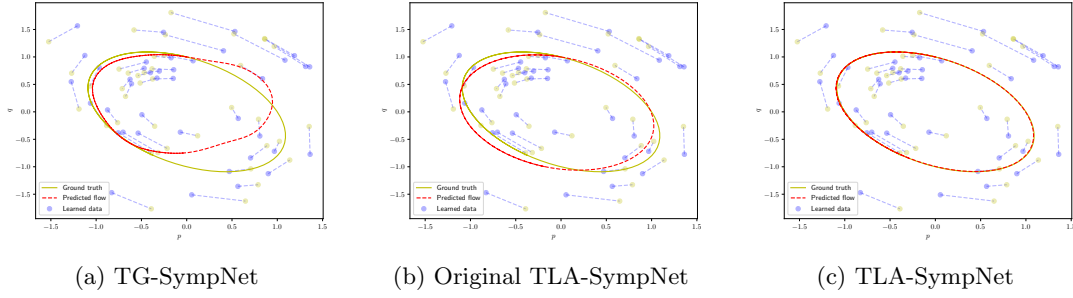 1.5
1.0
0.5
0.0
−0.5
−1.0
−1.5
q
Ground truth
Predicted flow
Learned data
−1.5 −1.0 −0.5 0.0 0.5 1.0 1.5
p
(a) TG-SympNet
1.5
1.0
0.5
0.0
−0.5
−1.0
−1.5
q
Ground truth
Predicted flow
Learned data
−1.5 −1.0 −0.5 0.0 0.5 1.0 1.5
p
(b) Original TLA-SympNet
1.5
1.0
0.5
0.0
−0.5
−1.0
−1.5
q
Ground truth
Predicted flow
Learned data
−1.5 −1.0 −0.5 0.0 0.5 1.0 1.5
p
(c) TLA-SympNet